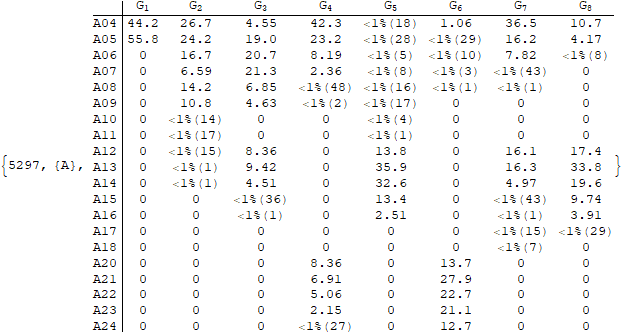 G1 G2 G3 G4 G5 G6 G7 G8
A04 44.2 26.7 4.55 42.3 <1%(18) 1.06 36.5 10.7
A05 55.8 24.2 19.0 23.2 <1%(28) <1%(29) 16.2 4.17
A06 0 16.7 20.7 8.19 <1%(5) <1%(10) 7.82 <1%(8)
A07 0 6.59 21.3 2.36 <1%(8) <1%(3) <1%(43) 0
A08 0 14.2 6.85 <1%(48) <1%(16) <1%(1) <1%(1) 0
A09 0 10.8 4.63 <1%(2) <1%(17) 0 0 0
A10 0 <1%(14) 0 0 <1%(4) 0 0 0
A11 0 <1%(17) 0 0 <1%(1) 0 0 0
A12 0 <1%(15) 8.36 0 13.8 0 16.1 17.4
{5297, {A}, A13 0 <1%(1) 9.42 0 35.9 0 16.3 33.8 }
A14 0 <1%(1) 4.51 0 32.6 0 4.97 19.6
A15 0 0 <1%(36) 0 13.4 0 <1%(43) 9.74
A16 0 0 <1%(1) 0 2.51 0 <1%(1) 3.91
A17 0 0 0 0 0 0 <1%(15) <1%(29)
A18 0 0 0 0 0 0 <1%(7) 0
A20 0 0 0 8.36 0 13.7 0 0
A21 0 0 0 6.91 0 27.9 0 0
A22 0 0 0 5.06 0 22.7 0 0
A23 0 0 0 2.15 0 21.1 0 0
A24 0 0 0 <1%(27) 0 12.7 0 0